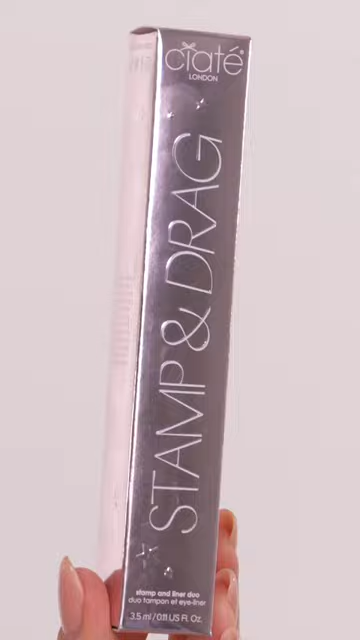 ciaté®
LONDON
STAMP & DRAG
stamp and liner duo
duo tampon et eye-liner
3.5 ml / 0.11 US Fl. Oz.